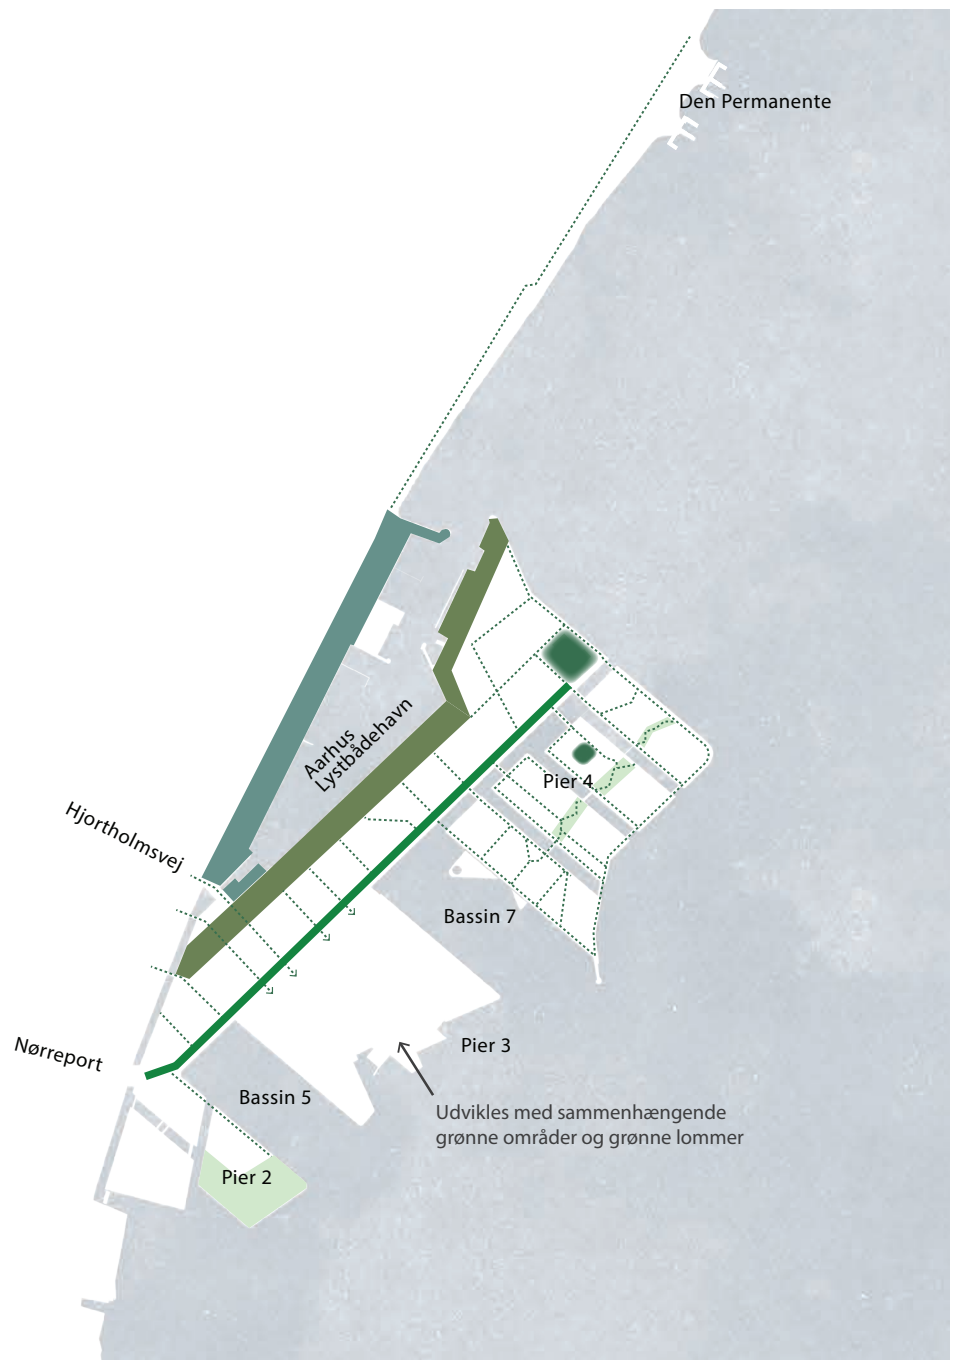 Den Permanente
Aarhus
Lystbådehavn
Hjortholmsvej
Pier 4
Bassin 7
Nørreport
Pier 3
Bassin 5
Udvikles med sammenhængende
grønne områder og grønne lommer
Pier 2